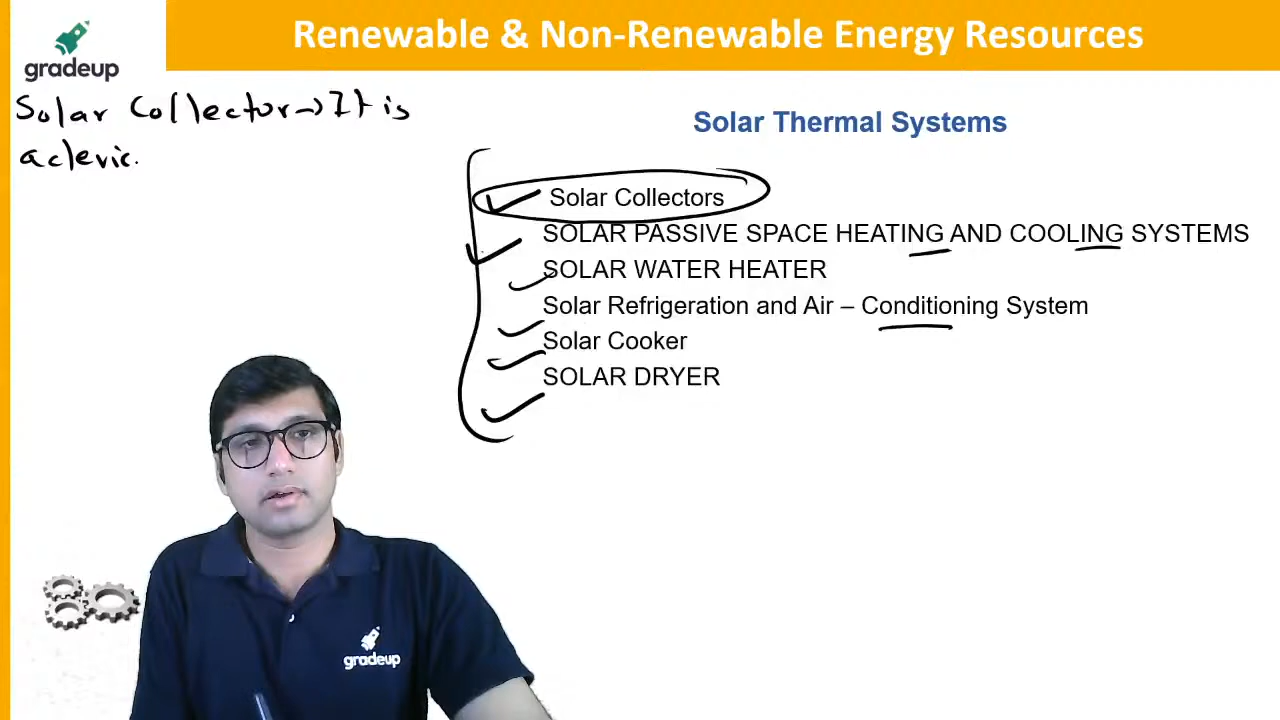 Renewable & Non-Renewable Energy Resources
gradeup
Solar Collector → It is
a devic.
Solar Thermal Systems
Solar Collectors
SOLAR PASSIVE SPACE HEATING AND COOLING SYSTEMS
SOLAR WATER HEATER
Solar Refrigeration and Air – Conditioning System
Solar Cooker
SOLAR DRYER
gradeup